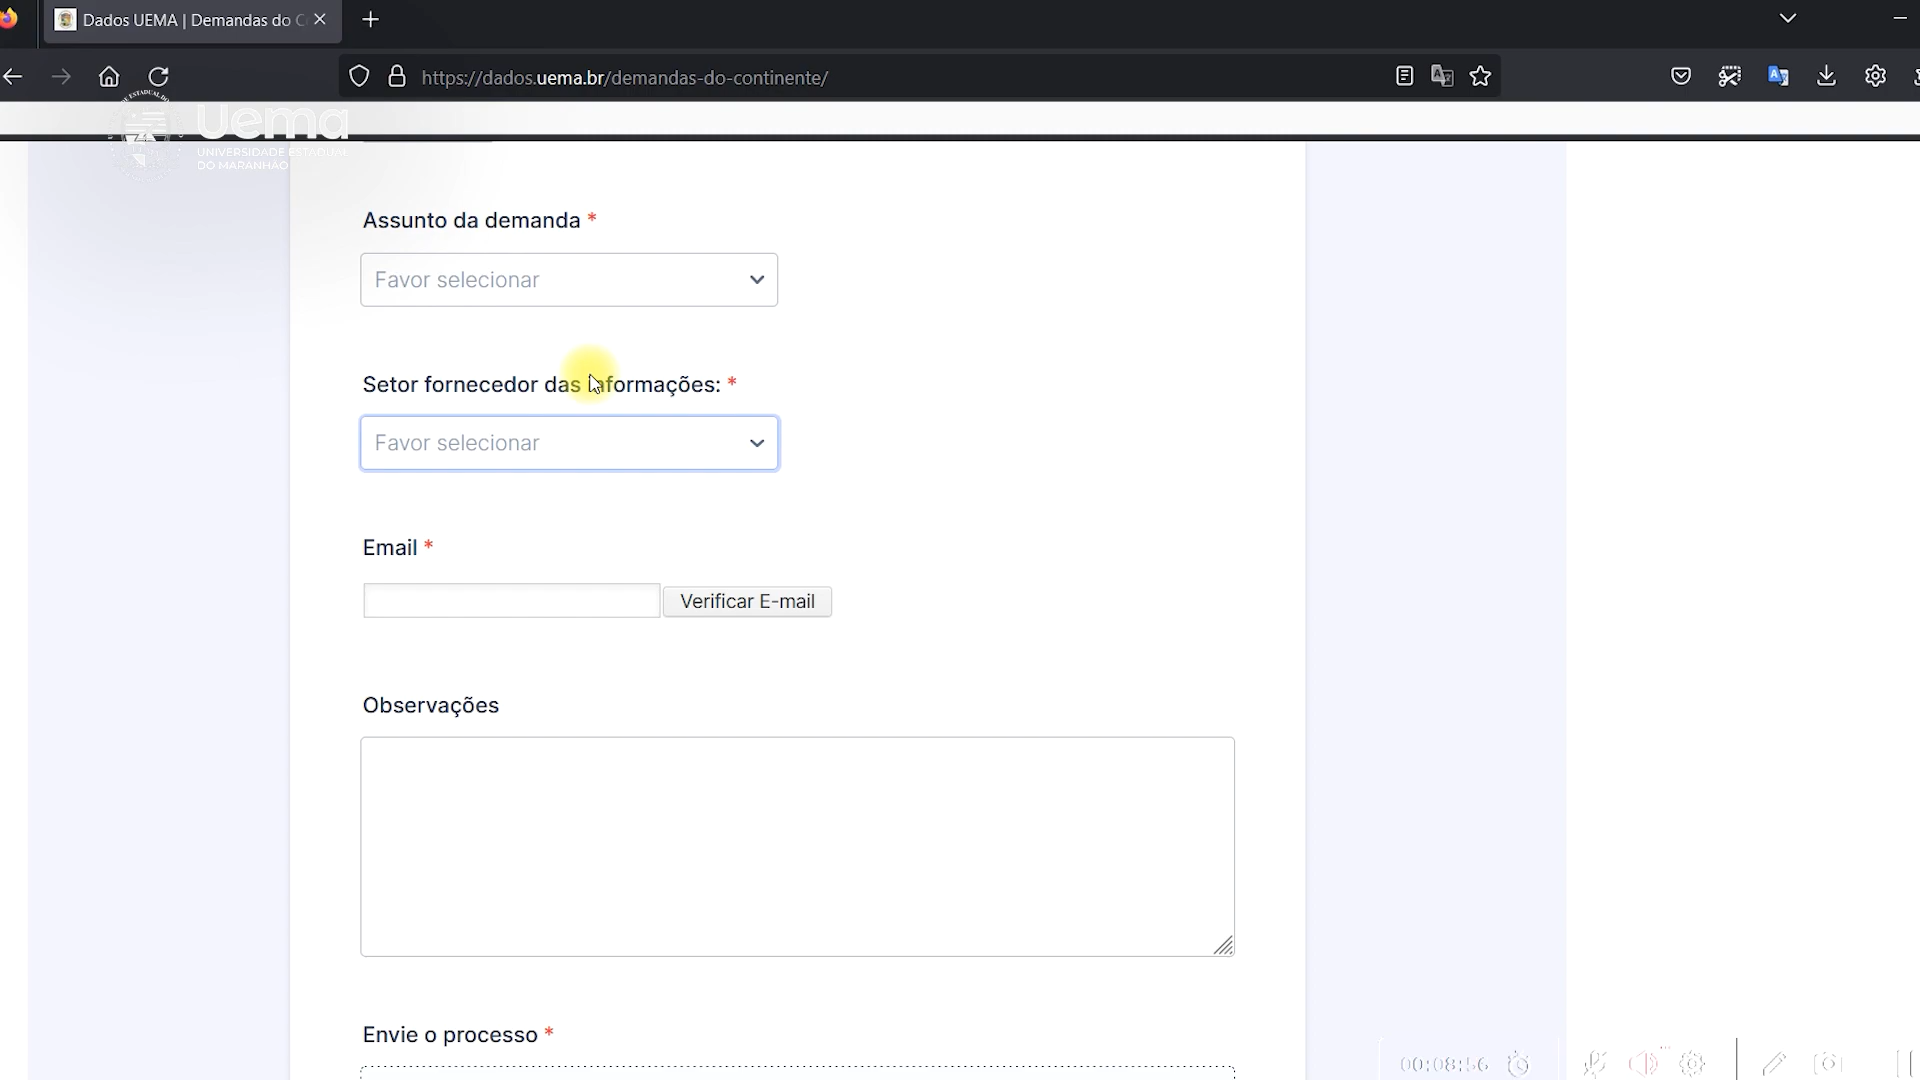 Dados UEMA | Demandas do C
https://dados.uema.br/demandas-do-continente/
Uema
UNIVERSIDADE ESTADUAL
DO MARANHÃO
Assunto da demanda *
Favor selecionar
Setor fornecedor das informações: *
Favor selecionar
Email *
Verificar E-mail
Observações
Envie o processo *
00:08:56